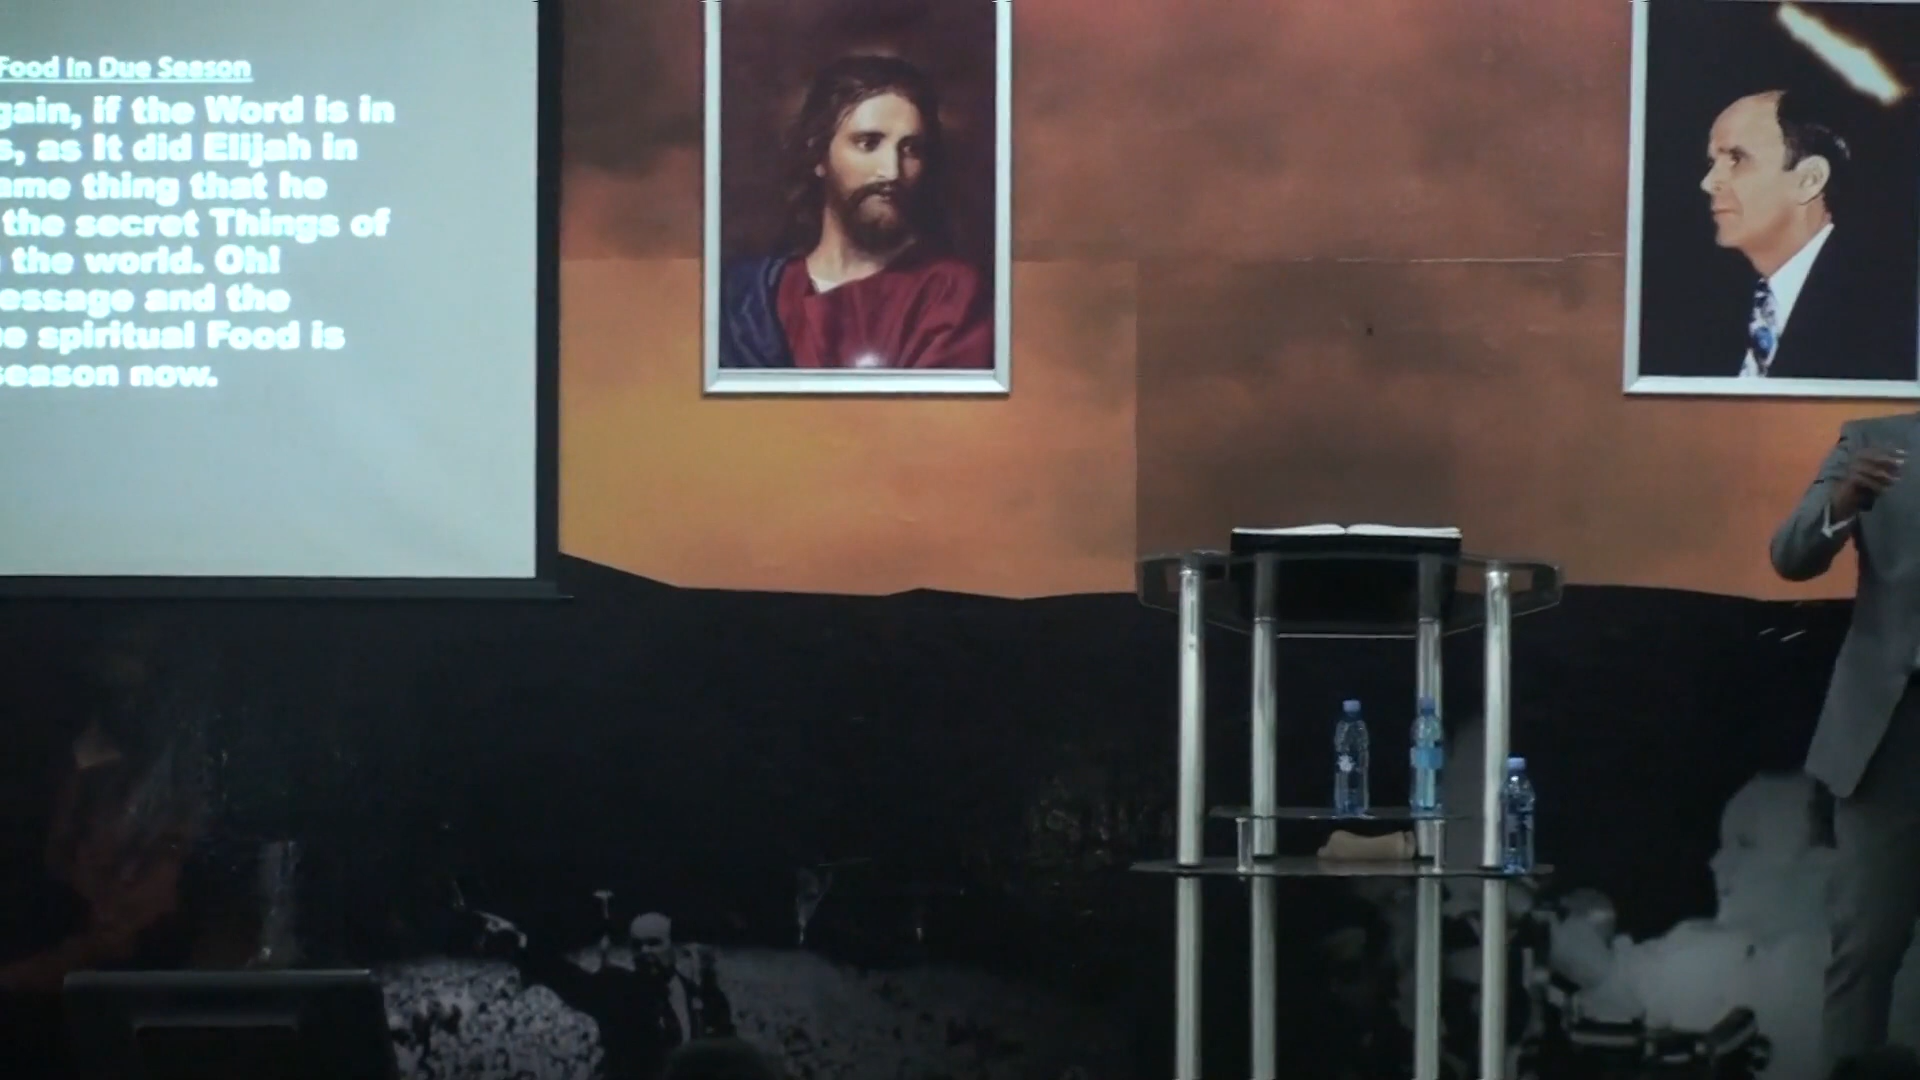 Food In Due Season
gain, if the Word is in
s, as It did Elijah in
ame thing that he
the secret Things of
the world. Oh!
essage and the
e spiritual Food is
season now.